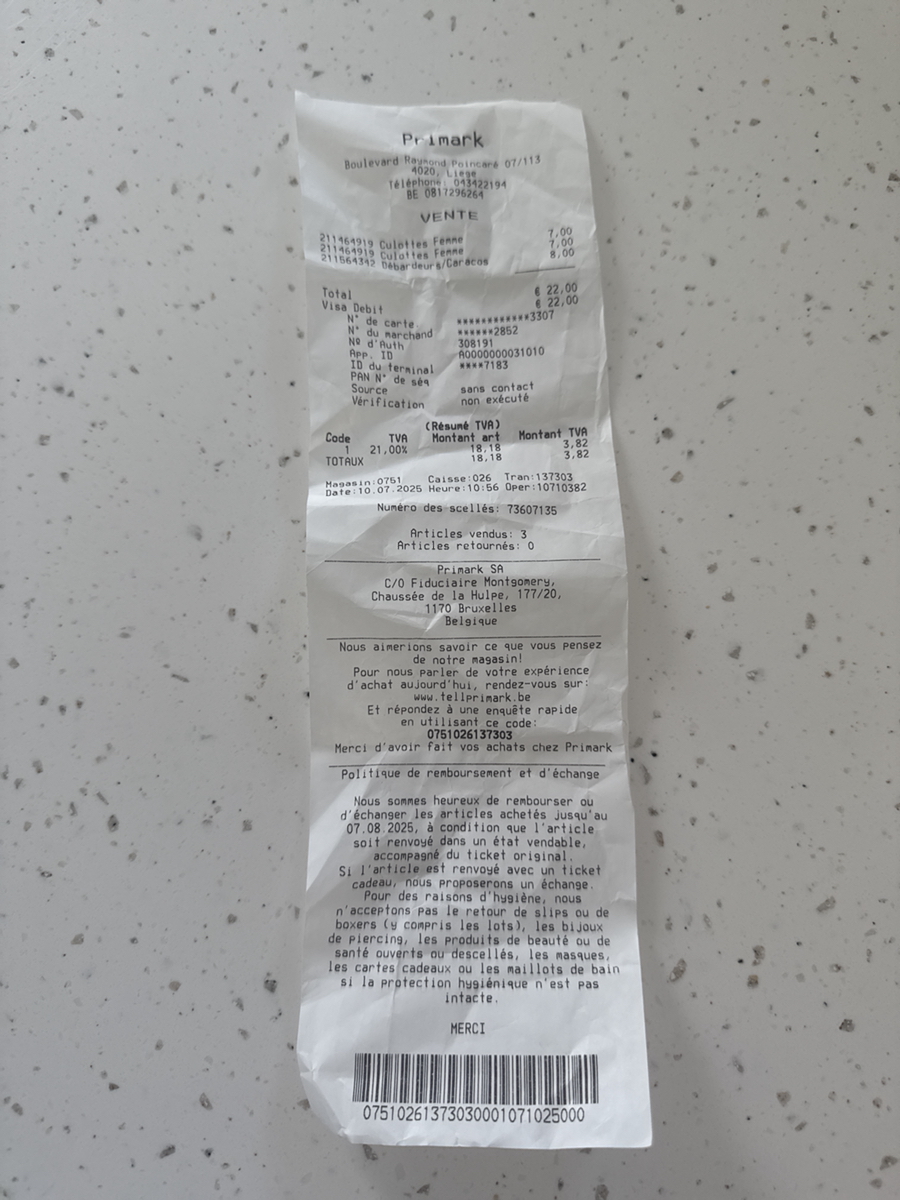 Primark
Boulevard Raymond Poincaré 07/113
4020, Liege
Téléphone: 043422194
BE 0817296264
VENTE
211464919 Culottes Femme 7,00
211464919 Culottes Femme 7,00
211564342 Débardeurs/Caracos 8,00
Total € 22,00
Visa Debit € 22,00
N° de carte ************3307
N° du marchand ******2852
Nº d'Auth 308191
App. ID A0000000031010
ID du terminal ****7183
PAN N° de séq
Source sans contact
Vérification non exécuté
(Résumé TVA)
Code TVA Montant art Montant TVA
1 21,00% 18,18 3,82
TOTAUX 18,18 3,82
Magasin:0751 Caisse:026 Tran:137303
Date:10.07.2025 Heure:10:56 Oper:10710382
Numéro des scellés: 73607135
Articles vendus: 3
Articles retournés: 0
Primark SA
C/O Fiduciaire Montgomery,
Chaussée de la Hulpe, 177/20,
1170 Bruxelles
Belgique
Nous aimerions savoir ce que vous pensez
de notre magasin!
Pour nous parler de votre expérience
d'achat aujourd'hui, rendez-vous sur:
www.tellprimark.be
Et répondez à une enquête rapide
en utilisant ce code:
0751026137303
Merci d'avoir fait vos achats chez Primark
Politique de remboursement et d'échange
Nous sommes heureux de rembourser ou
d'échanger les articles achetés jusqu'au
07.08.2025, à condition que l'article
soit renvoyé dans un état vendable,
accompagné du ticket original.
Si l'article est renvoyé avec un ticket
cadeau, nous proposerons un échange.
Pour des raisons d'hygiène, nous
n'acceptons pas le retour de slips ou de
boxers (y compris les lots), les bijoux
de piercing, les produits de beauté ou de
santé ouverts ou descellés, les masques,
les cartes cadeaux ou les maillots de bain
si la protection hygiénique n'est pas
intacte.
MERCI
07510261373030001071025000